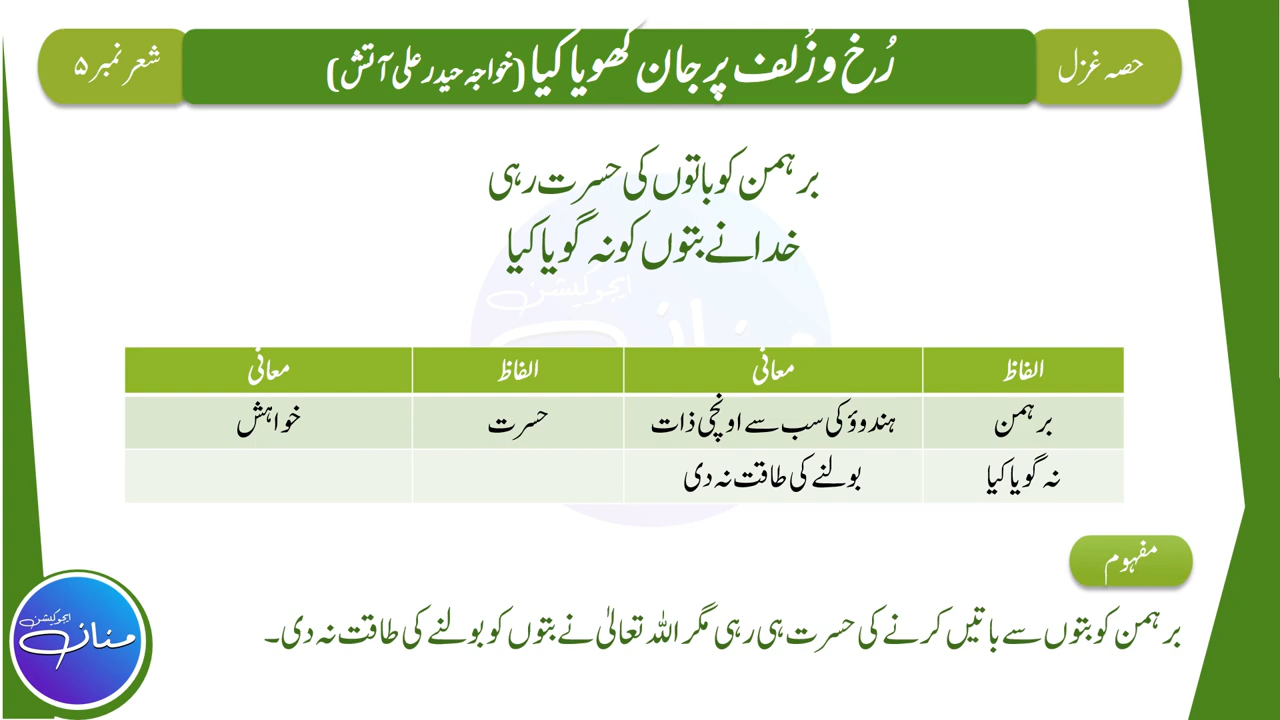 حصہ غزل
رُخ و زُلف پر جان کھویا کیا (خواجہ حیدر علی آتش)
شعر نمبر ۵
برہمن کو باتوں کی حسرت رہی
خدا نے بتوں کو نہ گویا کیا
الفاظ معانی الفاظ معانی
برہمن ہندوؤ کی سب سے اونچی ذات حسرت خواہش
نہ گویا کیا بولنے کی طاقت نہ دی
مفہوم
برہمن کو بتوں سے باتیں کرنے کی حسرت ہی رہی مگر اللہ تعالیٰ نے بتوں کو بولنے کی طاقت نہ دی۔
ایجوکیشن